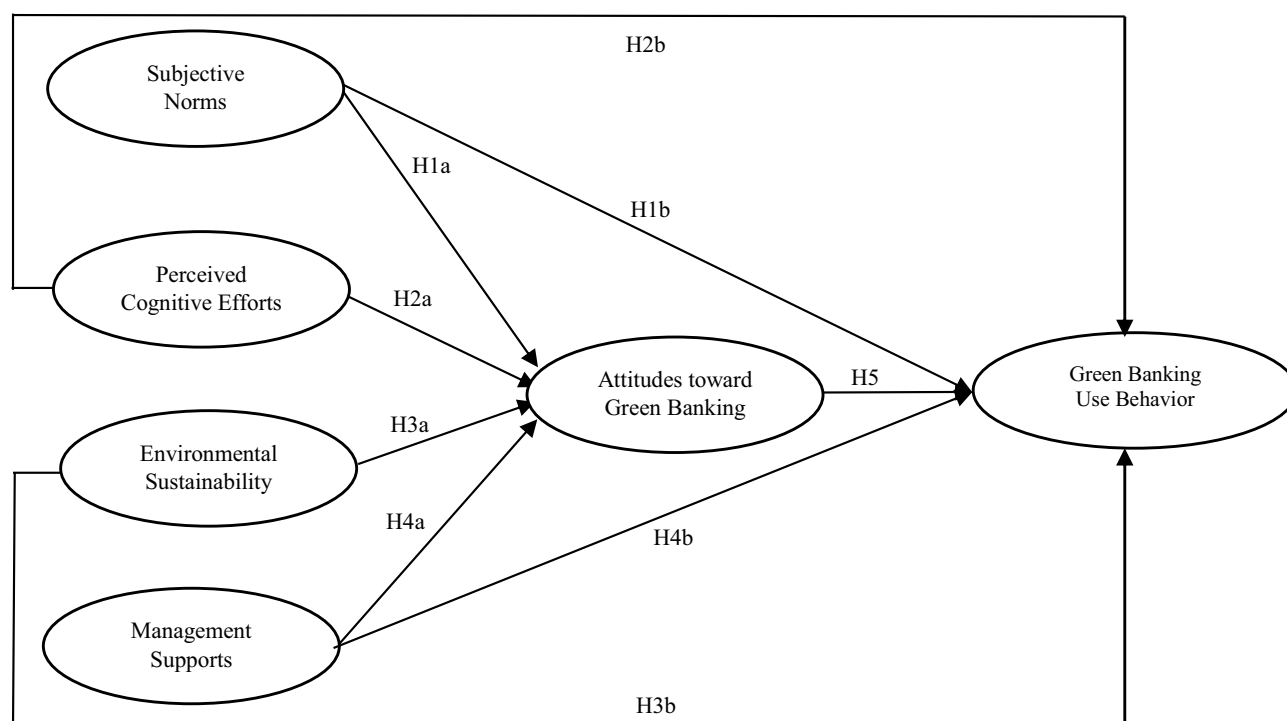 H2b
Subjective
Norms
H1a
H1b
Perceived
Cognitive Efforts
H2a
Attitudes toward
Green Banking
H5
Green Banking
Use Behavior
Environmental
Sustainability
H3a
H4a
H4b
Management
Supports
H3b